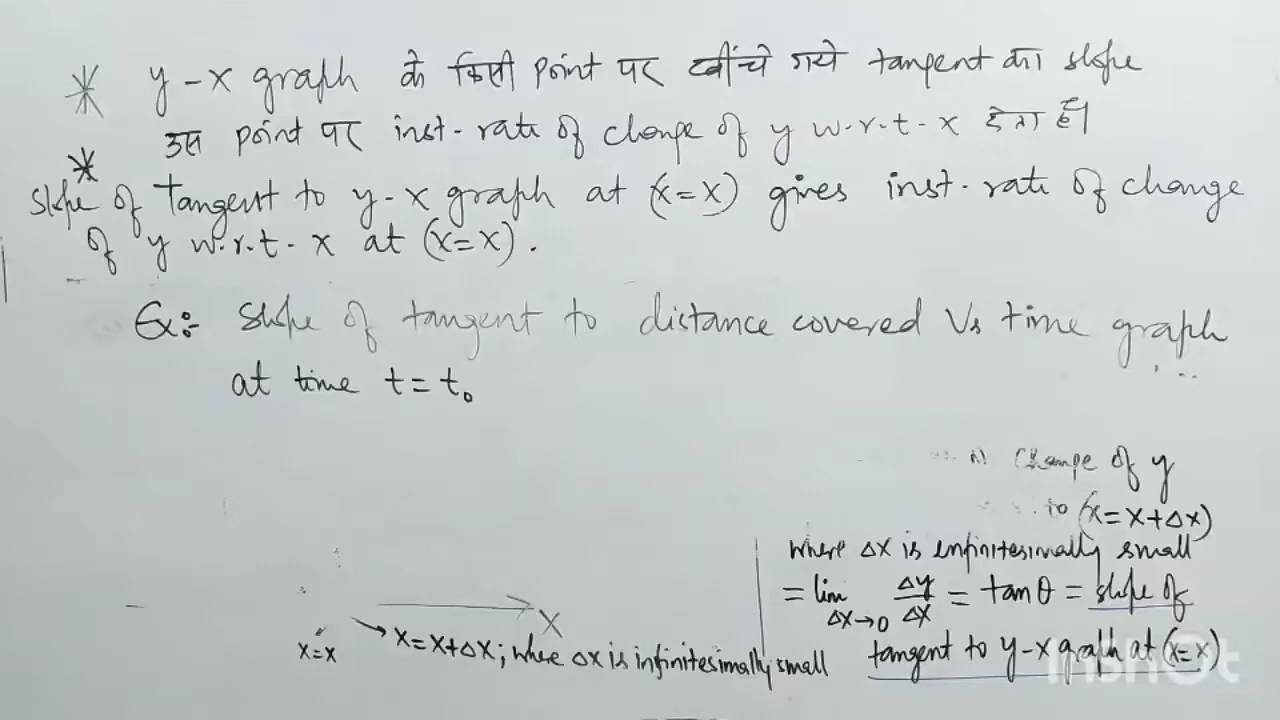 * y-x graph के किसी point पर खींचे गये tangent का slope
उस point पर inst. rate of change of y w.r.t. x देता है।
* Slope of Tangent to y-x graph at (x=x) gives inst. rate of change
of y w.r.t. x at (x=x).
Ex:- Slope of tangent to distance covered Vs time graph
at time t=t₀
change of y
to (x=x+Δx)
where Δx is infinitesimally small
= lim Δx→0 Δy/Δx = tanθ = slope of
tangent to y-x graph at (x=x)
X
x=x
x=x+Δx; where Δx is infinitesimally small